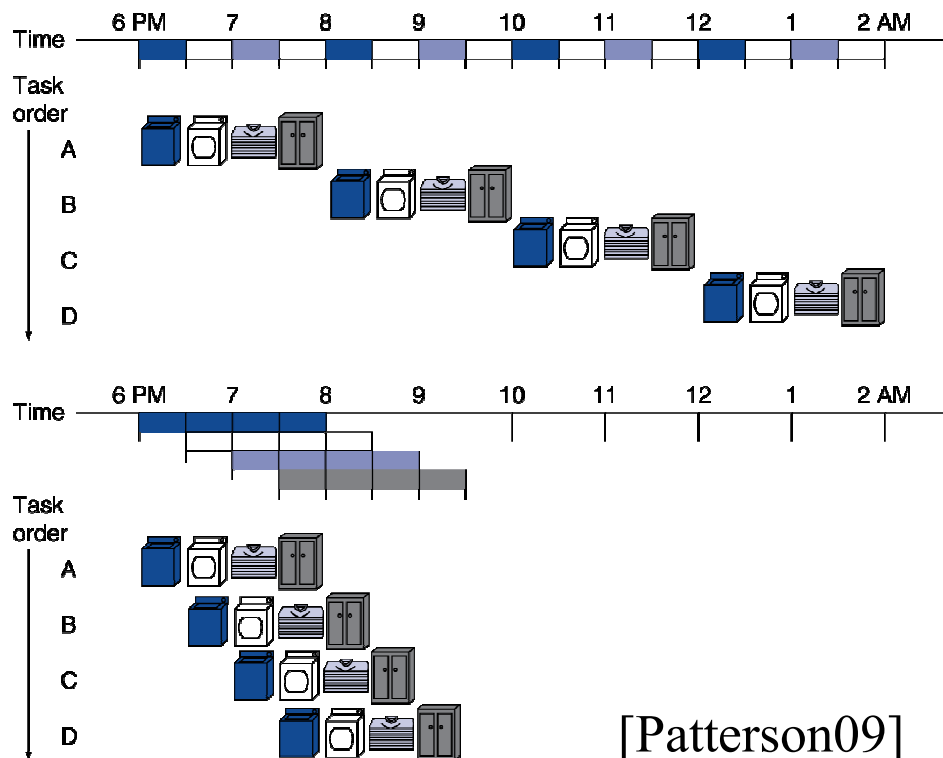 6 PM 7 8 9 10 11 12 1 2 AM
Time
Task
order
A
B
C
D
6 PM 7 8 9 10 11 12 1 2 AM
Time
Task
order
A
B
C
D
[Patterson09]